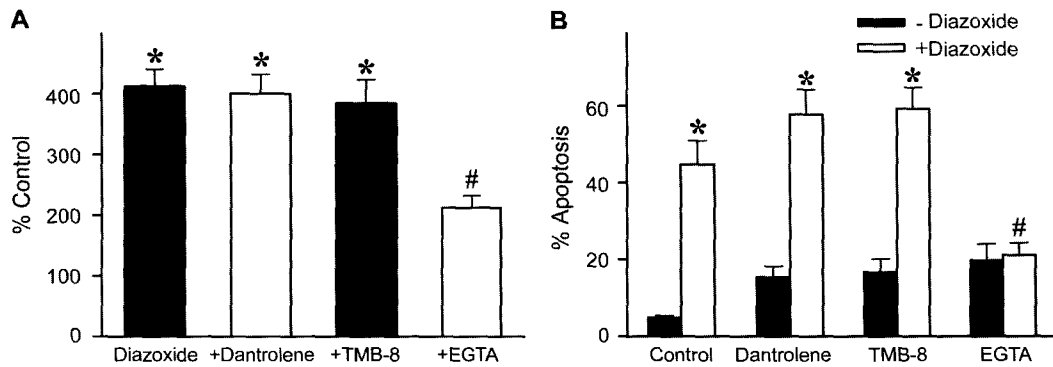 A
% Control
400
300
200
100
0
*
*
*
#
Diazoxide +Dantrolene +TMB-8 +EGTA
B
- Diazoxide
+Diazoxide
% Apoptosis
60
40
20
0
*
*
*
#
Control Dantrolene TMB-8 EGTA